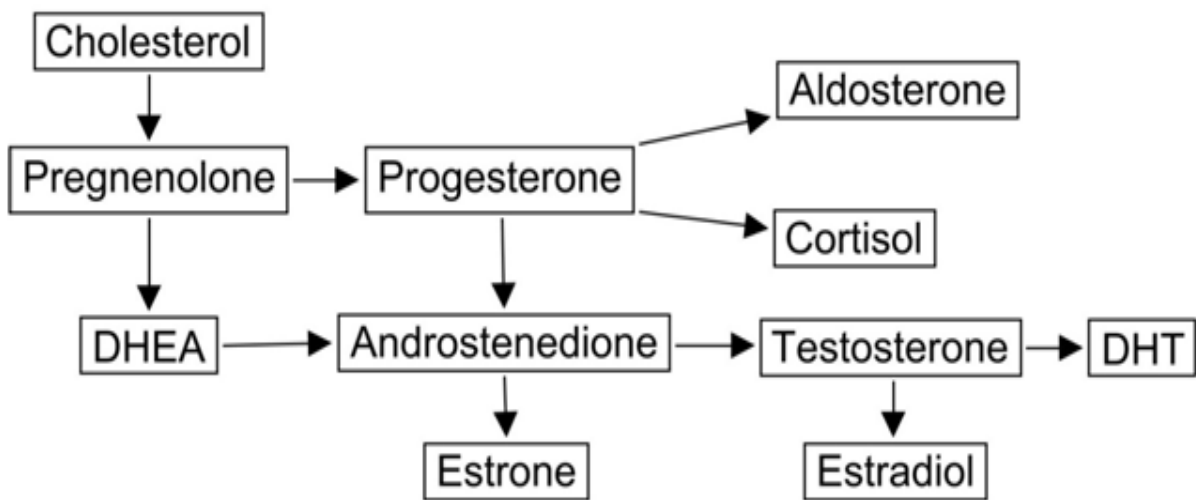 Cholesterol
Aldosterone
Pregnenolone
Progesterone
Cortisol
DHEA
Androstenedione
Testosterone
DHT
Estrone
Estradiol